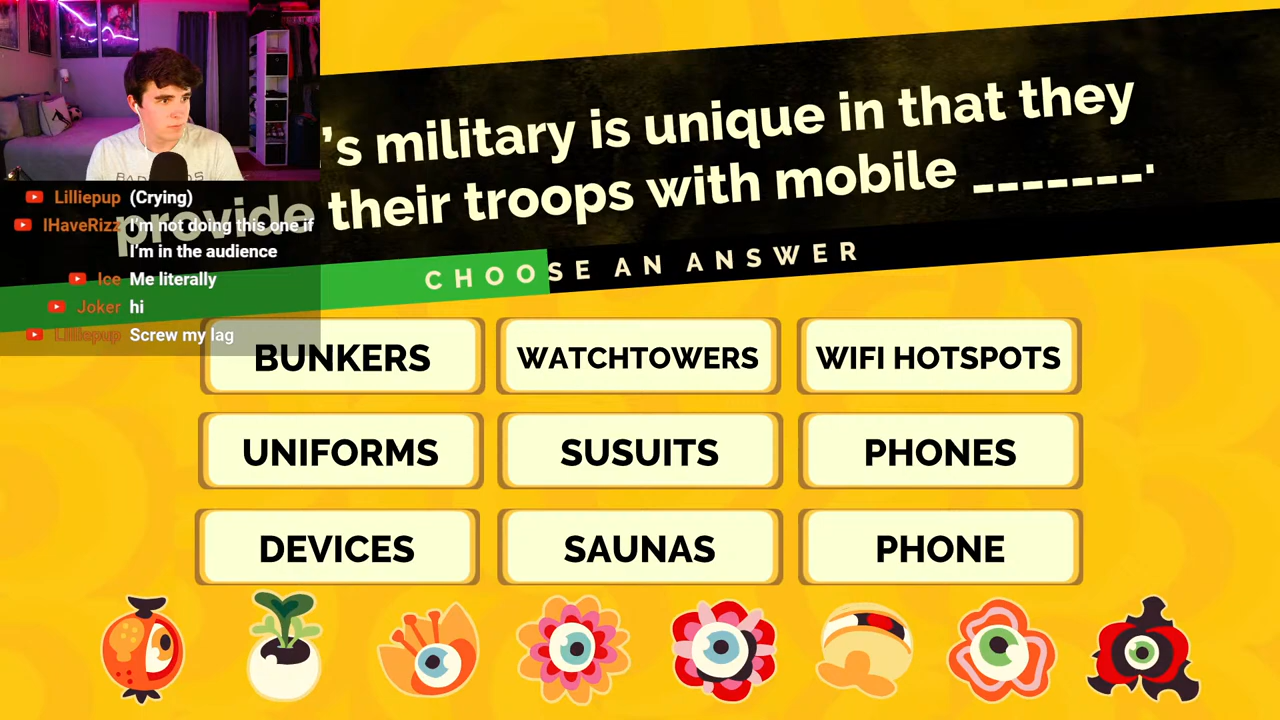 's military is unique in that they
provide their troops with mobile _______.
CHOOSE AN ANSWER
Lilliepup (Crying)
IHaveRizz I'm not doing this one if
I'm in the audience
Ice Me literally
Joker hi
Lilliepup Screw my lag
BUNKERS
WATCHTOWERS
WIFI HOTSPOTS
UNIFORMS
SUSUITS
PHONES
DEVICES
SAUNAS
PHONE